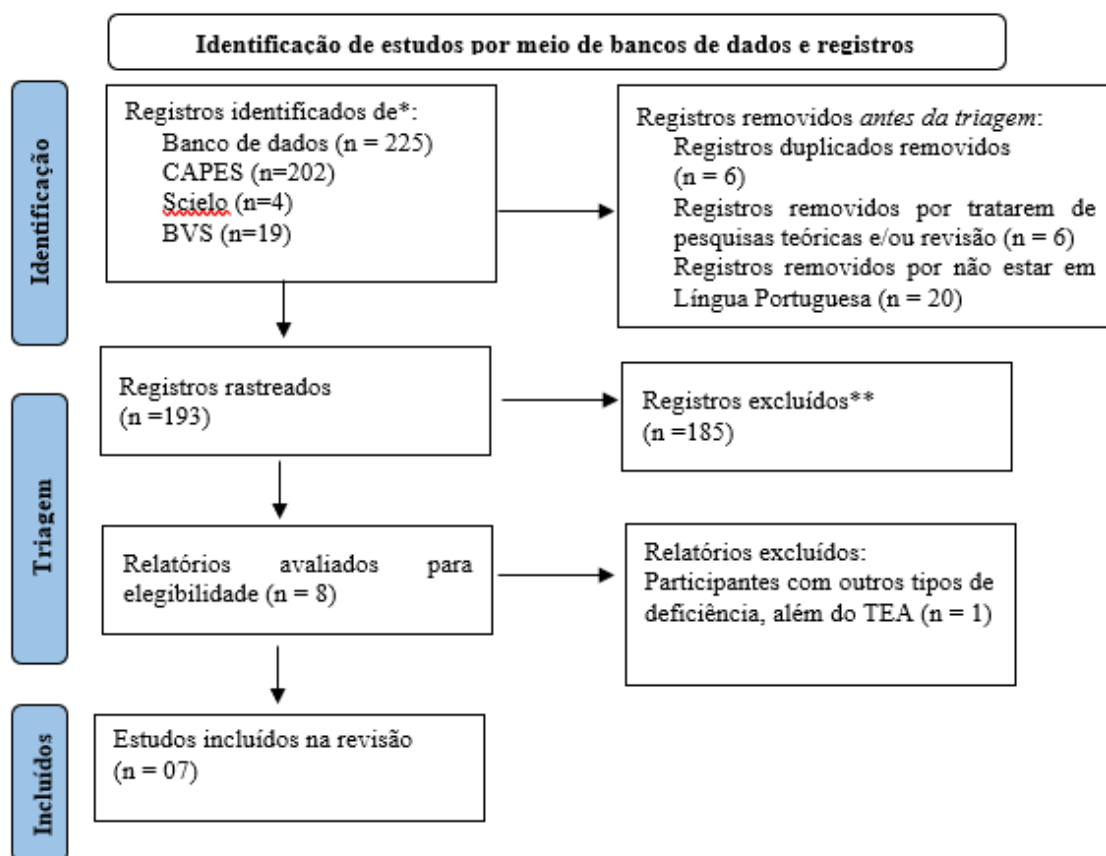 Identificação de estudos por meio de bancos de dados e registros
Identificação
Registros identificados de*:
Banco de dados (n = 225)
CAPES (n=202)
Scielo (n=4)
BVS (n=19)
Registros removidos antes da triagem:
Registros duplicados removidos
(n = 6)
Registros removidos por tratarem de
pesquisas teóricas e/ou revisão (n = 6)
Registros removidos por não estar em
Língua Portuguesa (n = 20)
Triagem
Registros rastreados
(n =193)
Registros excluídos**
(n =185)
Relatórios avaliados para
elegibilidade (n = 8)
Relatórios excluídos:
Participantes com outros tipos de
deficiência, além do TEA (n = 1)
Incluídos
Estudos incluídos na revisão
(n = 07)